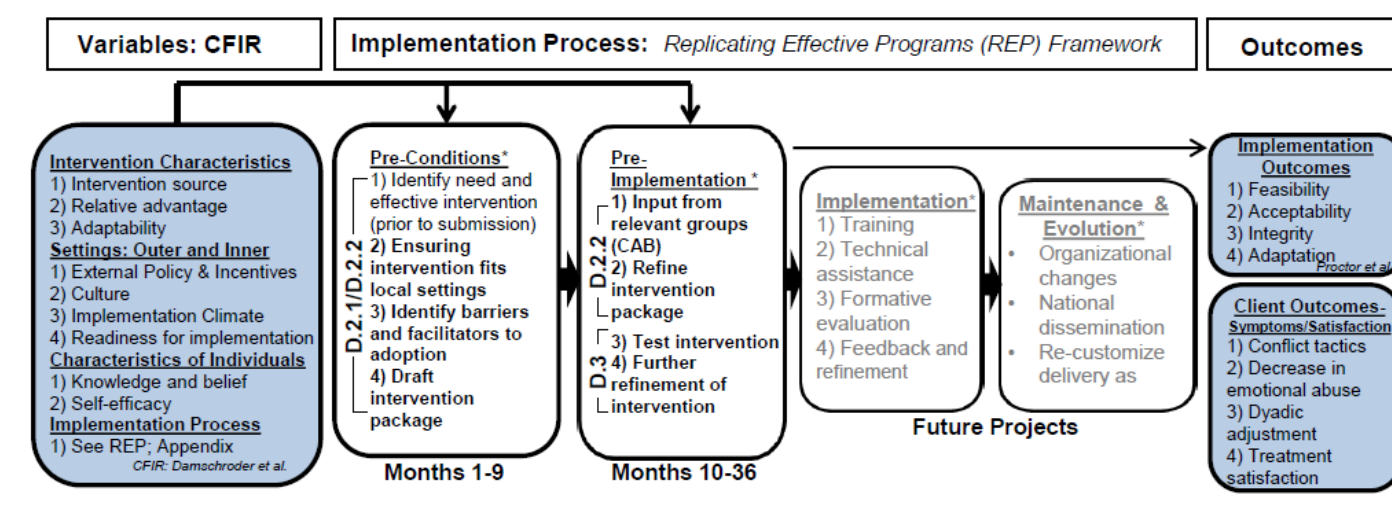 Variables: CFIR
Implementation Process: Replicating Effective Programs (REP) Framework
Outcomes
Intervention Characteristics
1) Intervention source
2) Relative advantage
3) Adaptability
Settings: Outer and Inner
1) External Policy & Incentives
2) Culture
3) Implementation Climate
4) Readiness for implementation
Characteristics of Individuals
1) Knowledge and belief
2) Self-efficacy
Implementation Process
1) See REP; Appendix
CFIR: Damschroder et al.
D.2.1/D.2.2
Pre-Conditions*
1) Identify need and
effective intervention
(prior to submission)
2) Ensuring
intervention fits
local settings
3) Identify barriers
and facilitators to
adoption
4) Draft
intervention
package
Months 1-9
D.2.2
D.3
Pre-
Implementation *
1) Input from
relevant groups
(CAB)
2) Refine
intervention
package
3) Test intervention
4) Further
refinement of
intervention
Months 10-36
Implementation*
1) Training
2) Technical
assistance
3) Formative
evaluation
4) Feedback and
refinement
Maintenance &
Evolution*
• Organizational
changes
• National
dissemination
• Re-customize
delivery as
Future Projects
Implementation
Outcomes
1) Feasibility
2) Acceptability
3) Integrity
4) Adaptation
Proctor et al.
Client Outcomes-
Symptoms/Satisfaction
1) Conflict tactics
2) Decrease in
emotional abuse
3) Dyadic
adjustment
4) Treatment
satisfaction